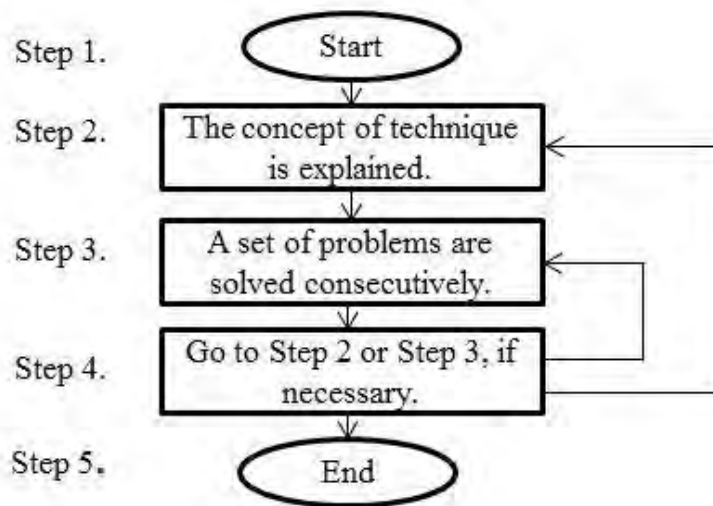 Step 1.
Start
Step 2.
The concept of technique
is explained.
Step 3.
A set of problems are
solved consecutively.
Step 4.
Go to Step 2 or Step 3, if
necessary.
Step 5.
End